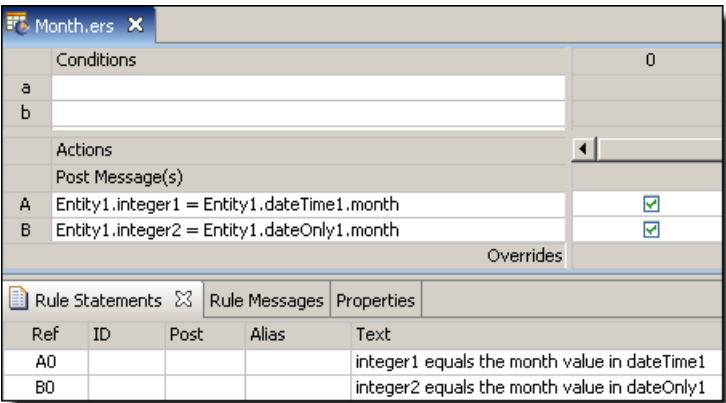 Month.ers
Conditions 0
a
b
Actions
Post Message(s)
A Entity1.integer1 = Entity1.dateTime1.month
B Entity1.integer2 = Entity1.dateOnly1.month
Overrides
Rule Statements Rule Messages Properties
Ref ID Post Alias Text
A0 integer1 equals the month value in dateTime1
B0 integer2 equals the month value in dateOnly1